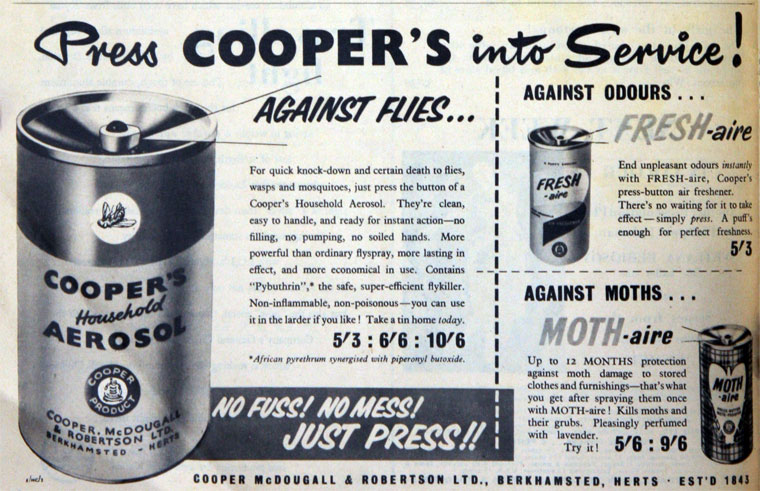 Press COOPER'S into Service!
AGAINST FLIES...
For quick knock-down and certain death to flies,
wasps and mosquitoes, just press the button of a
Cooper's Household Aerosol. They're clean,
easy to handle, and ready for instant action—no
filling, no pumping, no soiled hands. More
powerful than ordinary flyspray, more lasting in
effect, and more economical in use. Contains
"Pybuthrin",* the safe, super-efficient flykiller.
Non-inflammable, non-poisonous—you can use
it in the larder if you like! Take a tin home today.
5/3 : 6/6 : 10/6
*African pyrethrum synergised with piperonyl butoxide.
NO FUSS! NO MESS!
JUST PRESS!!
COOPER'S
Household
AEROSOL
COOPER
PRODUCT
COOPER, McDOUGALL
& ROBERTSON LTD.
BERKHAMSTED - HERTS
AGAINST ODOURS...
FRESH-aire
End unpleasant odours instantly
with FRESH-aire, Cooper's
press-button air freshener.
There's no waiting for it to take
effect—simply press. A puff's
enough for perfect freshness.
5/3
FRESH
-aire
AGAINST MOTHS...
MOTH-aire
Up to 12 MONTHS protection
against moth damage to stored
clothes and furnishings—that's what
you get after spraying them once
with MOTH-aire! Kills moths and
their grubs. Pleasingly perfumed
with lavender.
Try it! 5/6 : 9/6
MOTH
-aire
COOPER McDOUGALL & ROBERTSON LTD., BERKHAMSTED, HERTS · EST'D 1843